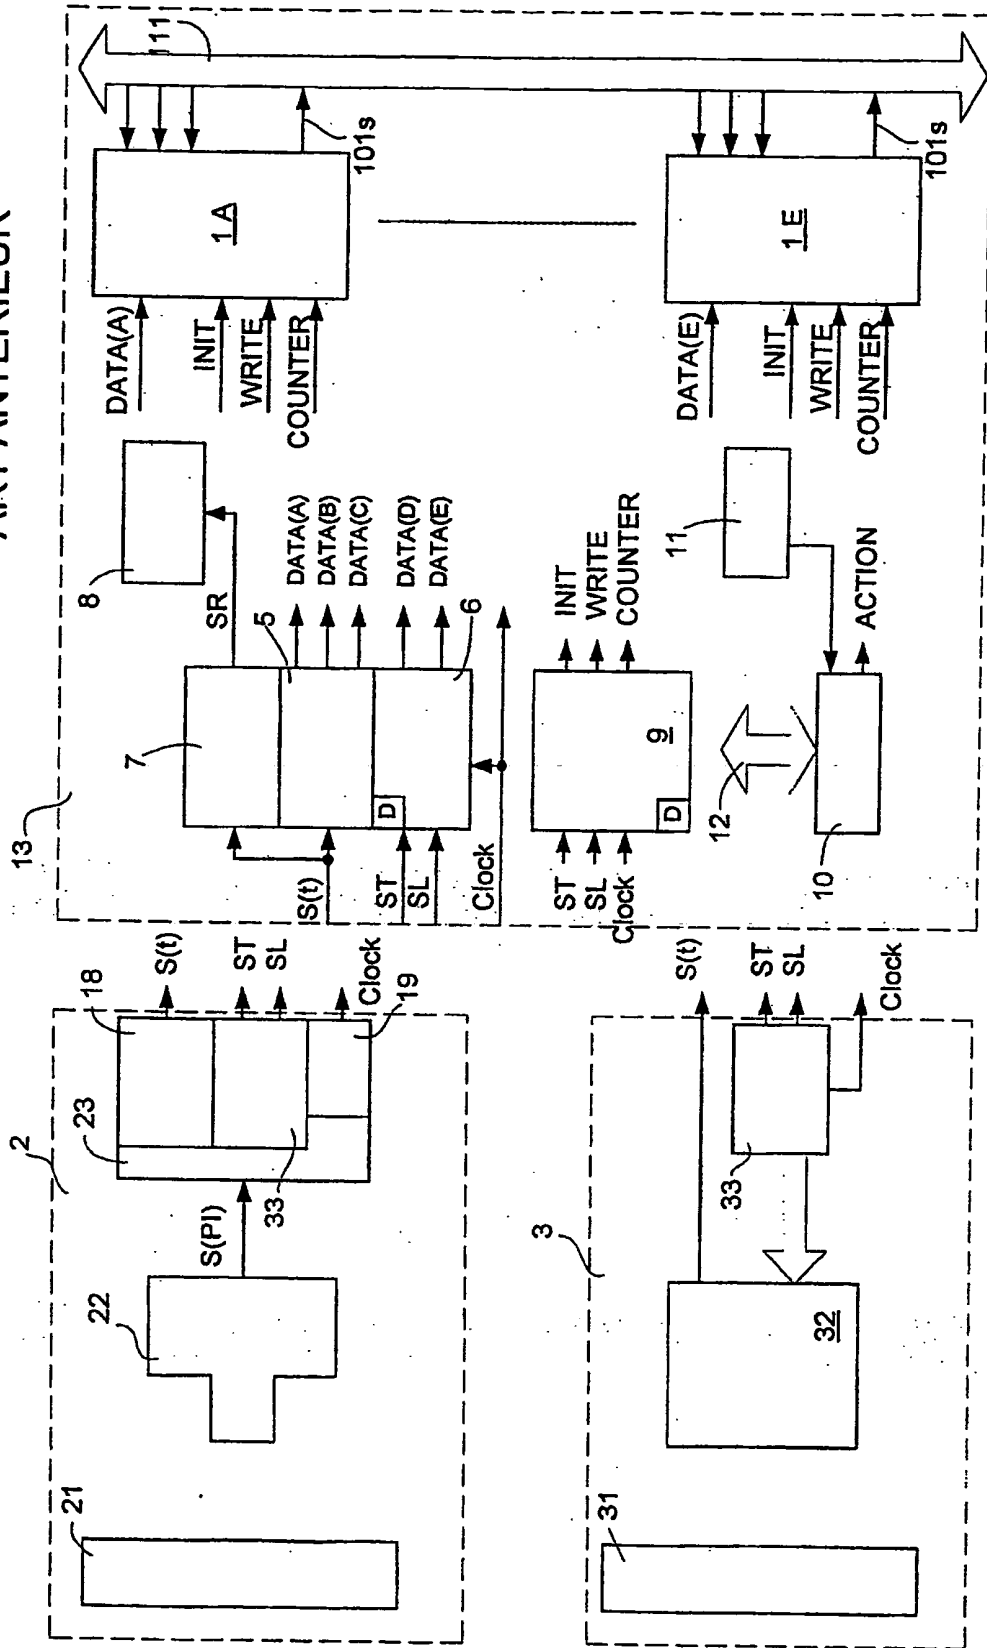 ART ANTERIEUR
13
2
21
22
S(PI)
23
18
33
19
S(t)
ST
SL
Clock
3
31
32
33
S(t)
ST
SL
Clock
S(t)
ST
SL
Clock
7
5
6
D
SR
8
DATA(A)
DATA(B)
DATA(C)
DATA(D)
DATA(E)
ST
SL
Clock
9
D
INIT
WRITE
COUNTER
12
10
11
ACTION
DATA(A)
INIT
WRITE
COUNTER
1A
101s
111
DATA(E)
INIT
WRITE
COUNTER
1E
101s